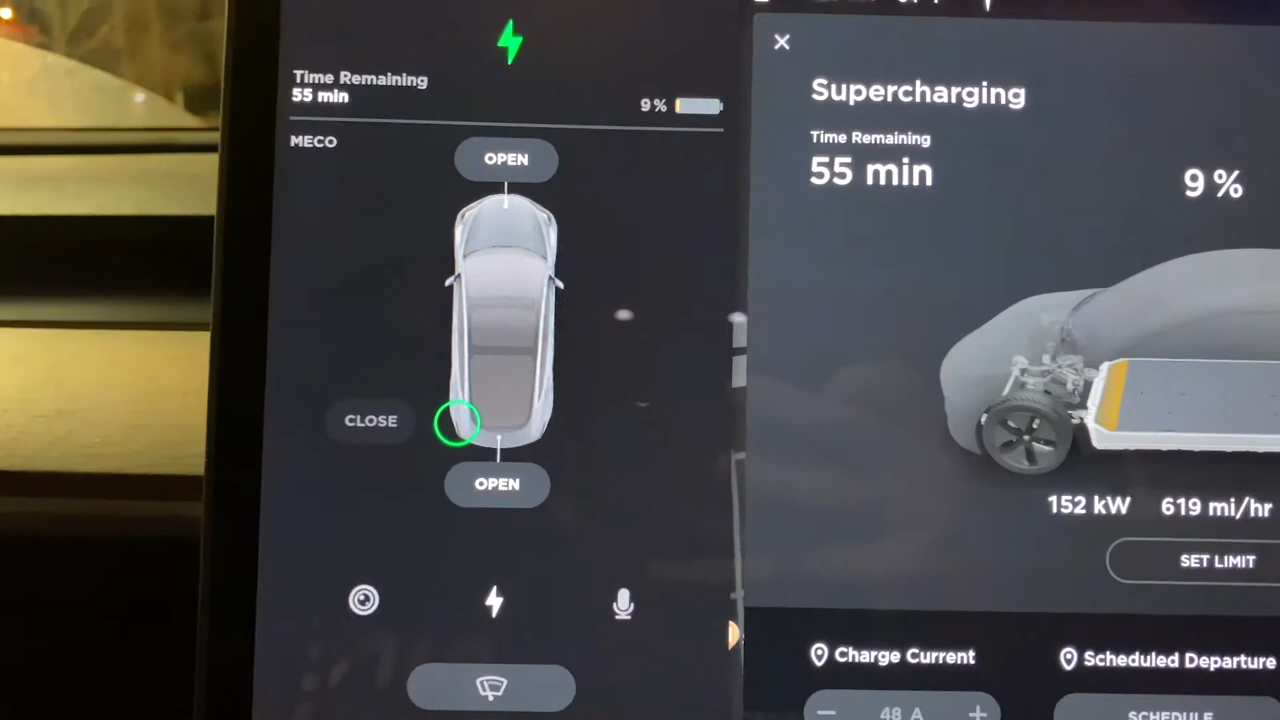 Time Remaining
55 min
9%
MECO
OPEN
CLOSE
OPEN
Supercharging
Time Remaining
55 min
9%
152 kW 619 mi/hr
SET LIMIT
Charge Current
Scheduled Departure
− 48 A +
SCHEDULE